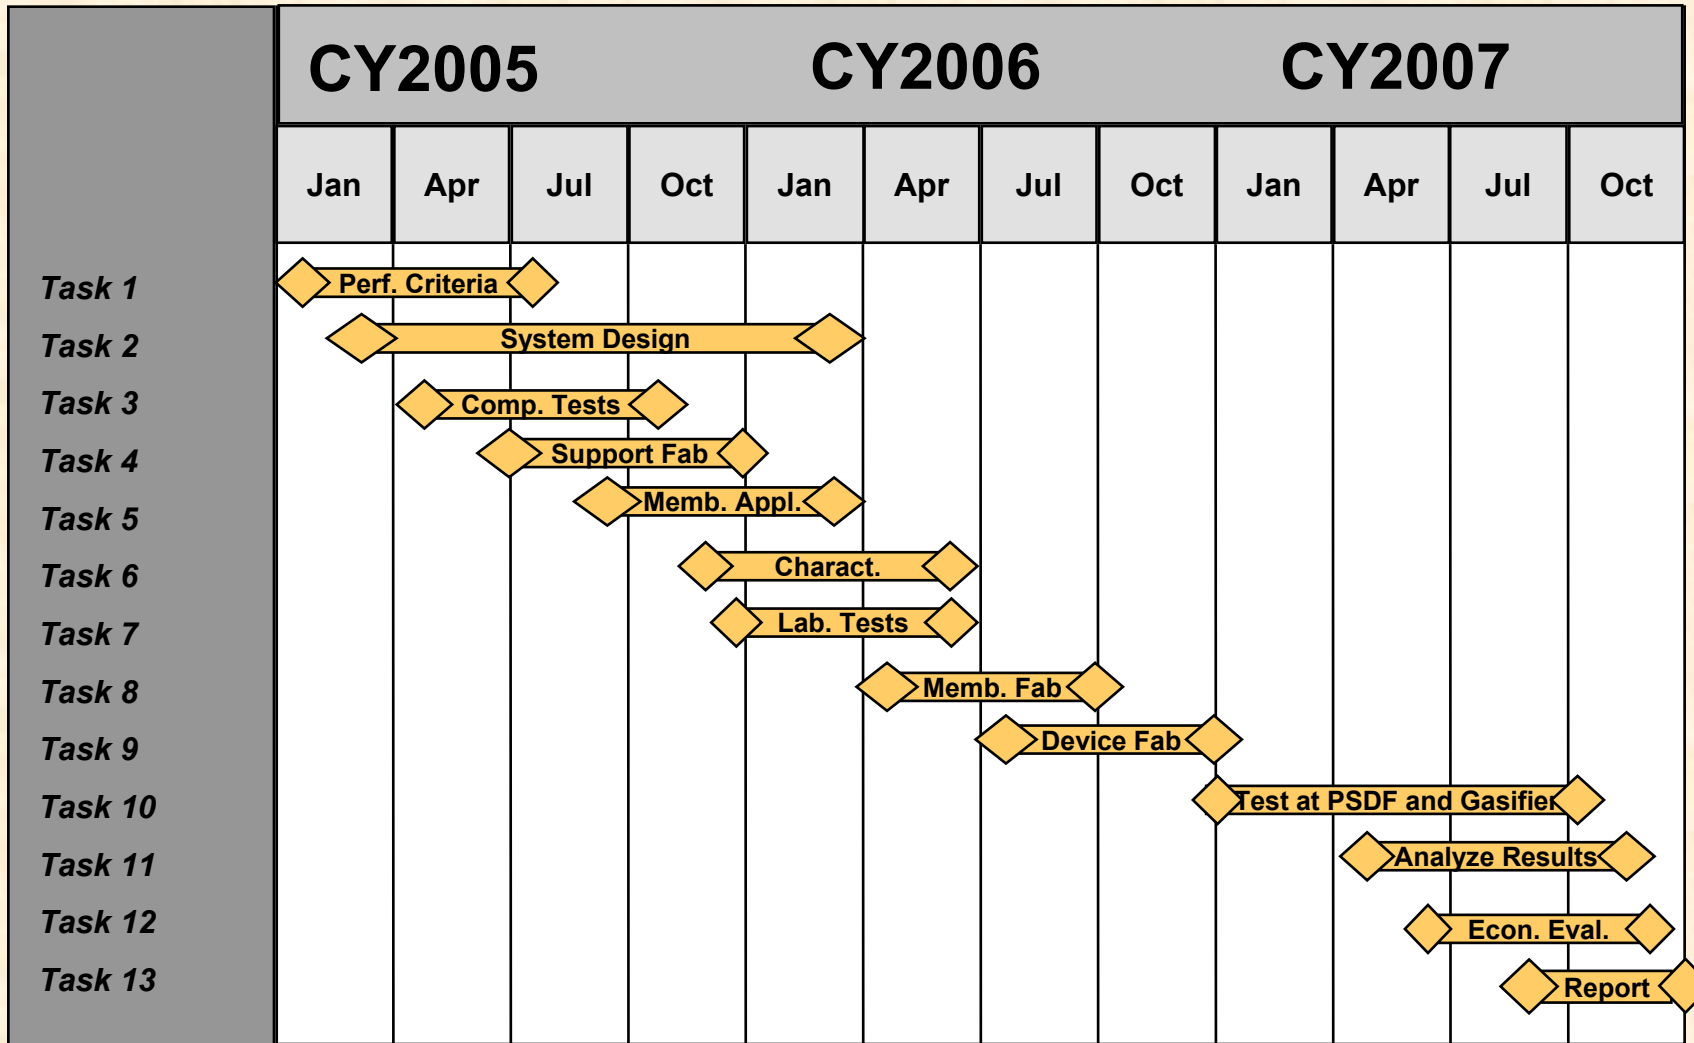 CY2005 CY2006 CY2007
Jan Apr Jul Oct Jan Apr Jul Oct Jan Apr Jul Oct
Task 1 Perf. Criteria
Task 2 System Design
Task 3 Comp. Tests
Task 4 Support Fab
Task 5 Memb. Appl.
Task 6 Charact.
Task 7 Lab. Tests
Task 8 Memb. Fab
Task 9 Device Fab
Task 10 Test at PSDF and Gasifier
Task 11 Analyze Results
Task 12 Econ. Eval.
Task 13 Report